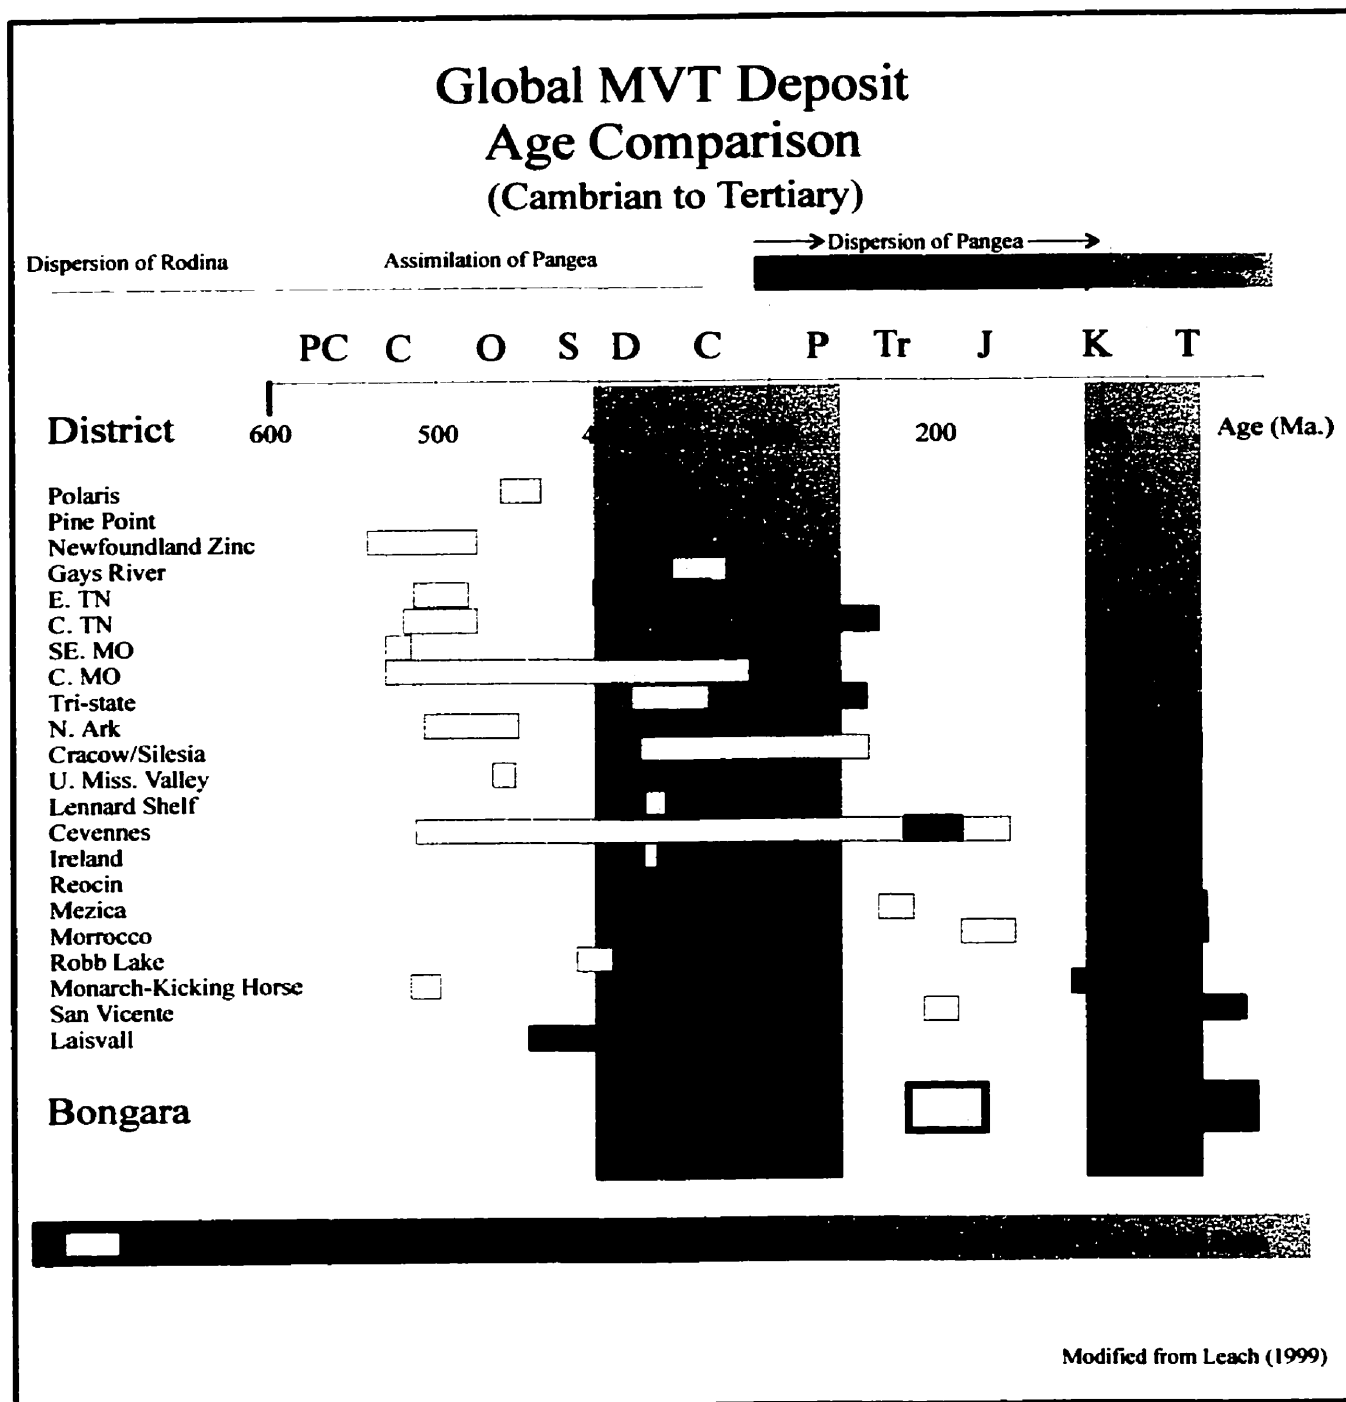 Global MVT Deposit
Age Comparison
(Cambrian to Tertiary)
Dispersion of Rodina
Assimilation of Pangea
Dispersion of Pangea
PC C O S D C P Tr J K T
District 600 500 4 200 Age (Ma.)
Polaris
Pine Point
Newfoundland Zinc
Gays River
E. TN
C. TN
SE. MO
C. MO
Tri-state
N. Ark
Cracow/Silesia
U. Miss. Valley
Lennard Shelf
Cevennes
Ireland
Reocin
Mezica
Morrocco
Robb Lake
Monarch-Kicking Horse
San Vicente
Laisvall
Bongara
Modified from Leach (1999)